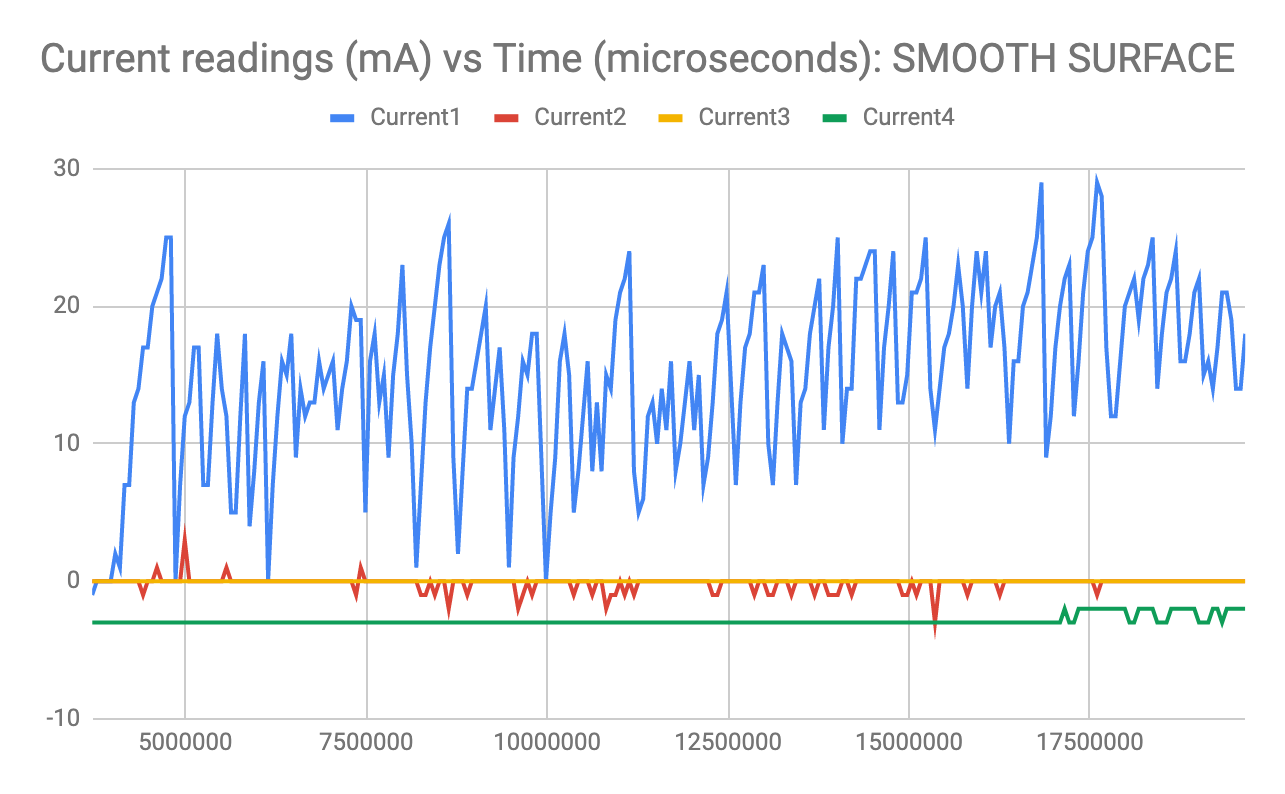 Current readings (mA) vs Time (microseconds): SMOOTH SURFACE
Current1 Current2 Current3 Current4
30
20
10
0
-10
5000000 7500000 10000000 12500000 15000000 17500000